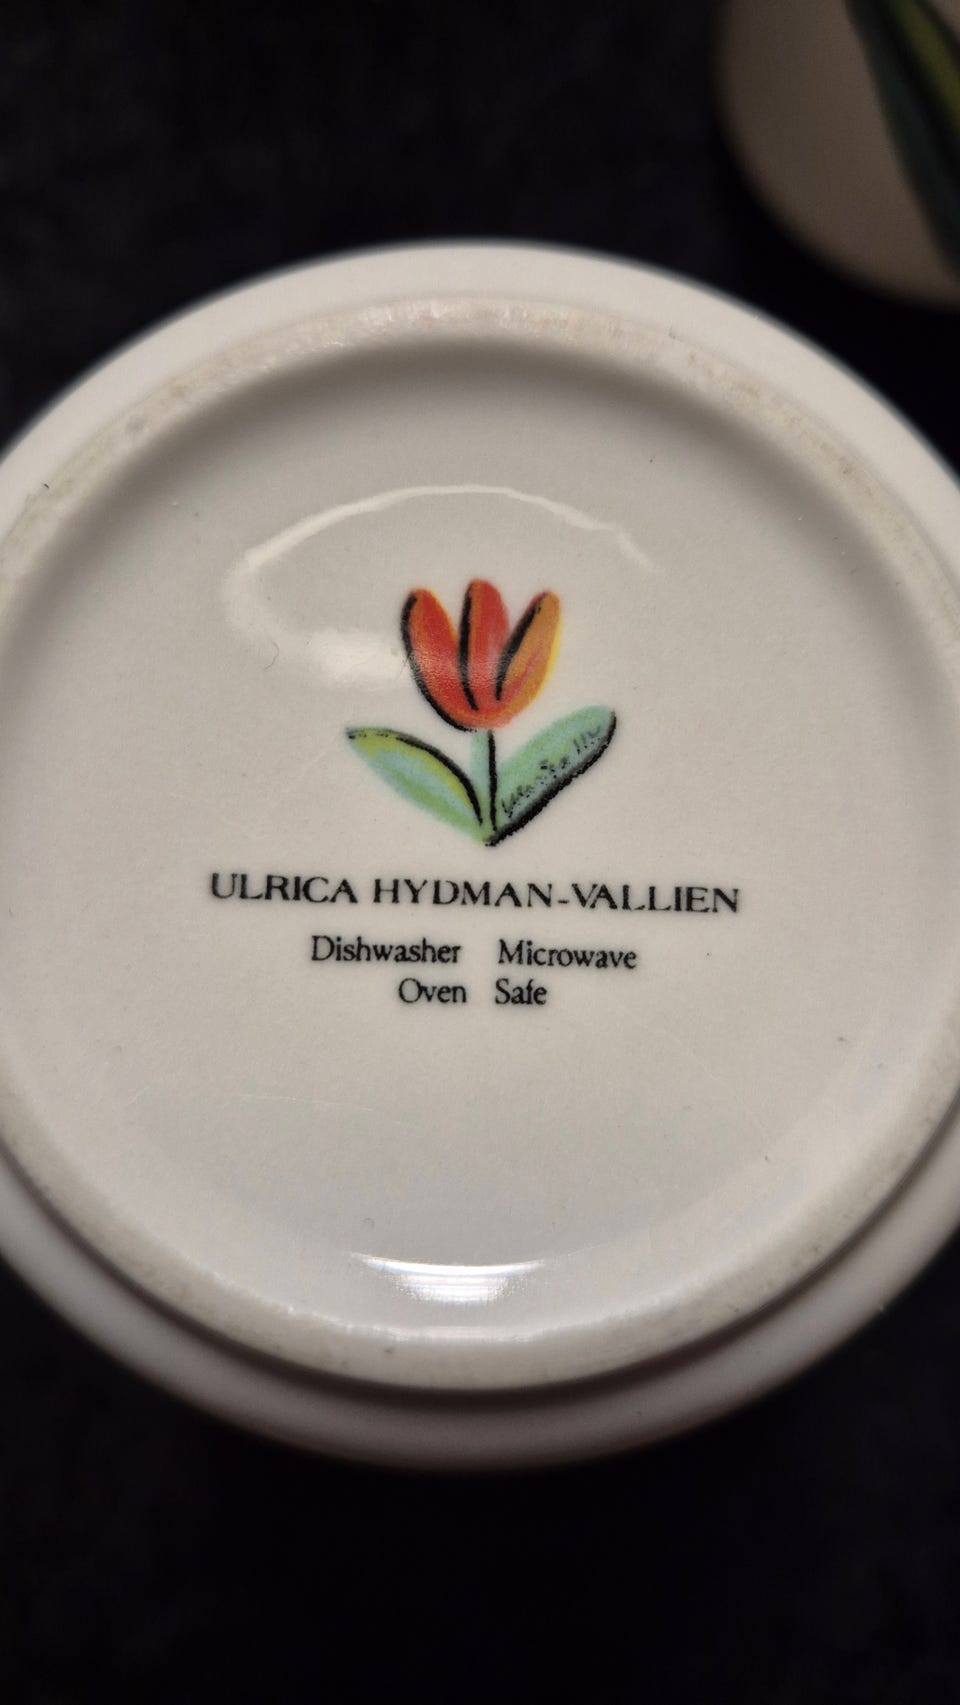 ULRICA HYDMAN-VALLIEN
Dishwasher Microwave
Oven Safe